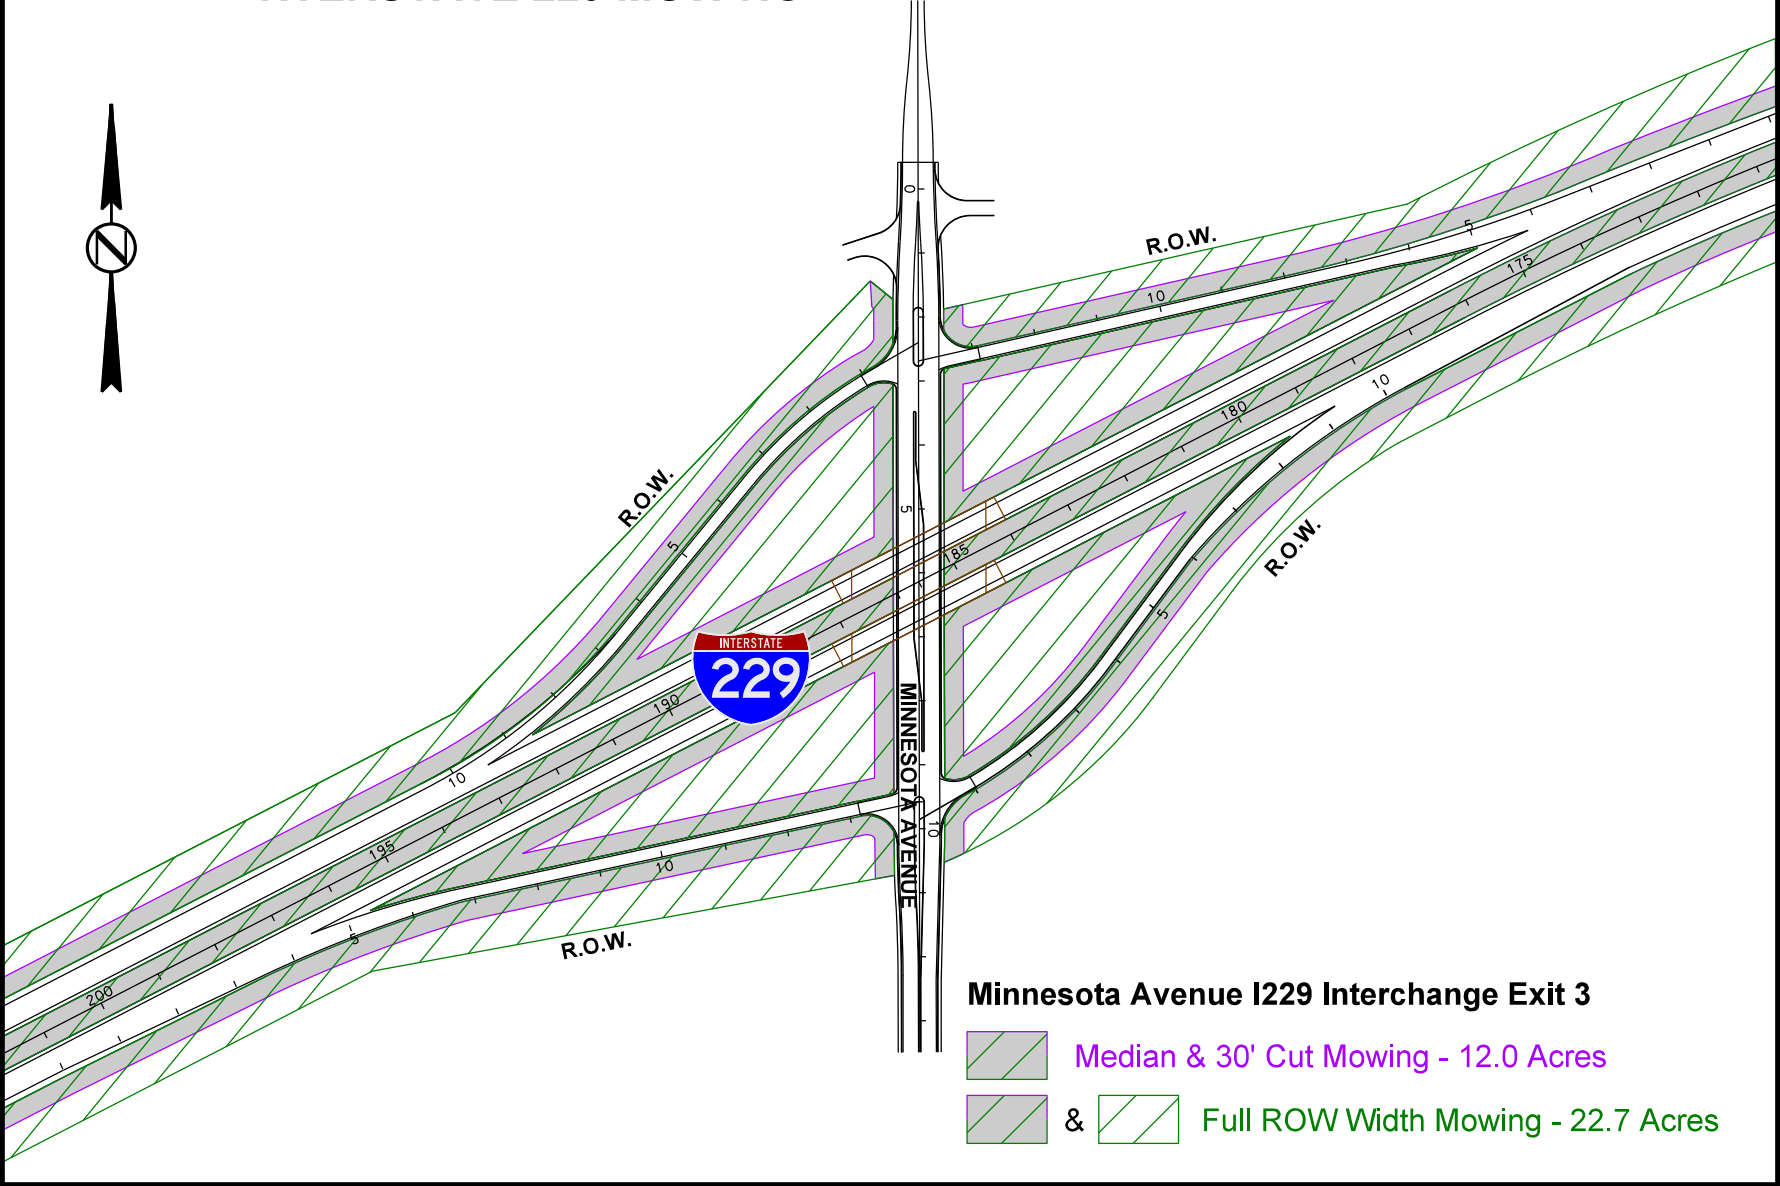 0
R.O.W.
5
10
175
10
180
R.O.W.
5
5
185
R.O.W.
5
INTERSTATE
229
190
MINNESOTA AVENUE
10
10
195
10
5
R.O.W.
200
Minnesota Avenue I229 Interchange Exit 3
Median & 30' Cut Mowing - 12.0 Acres
& Full ROW Width Mowing - 22.7 Acres